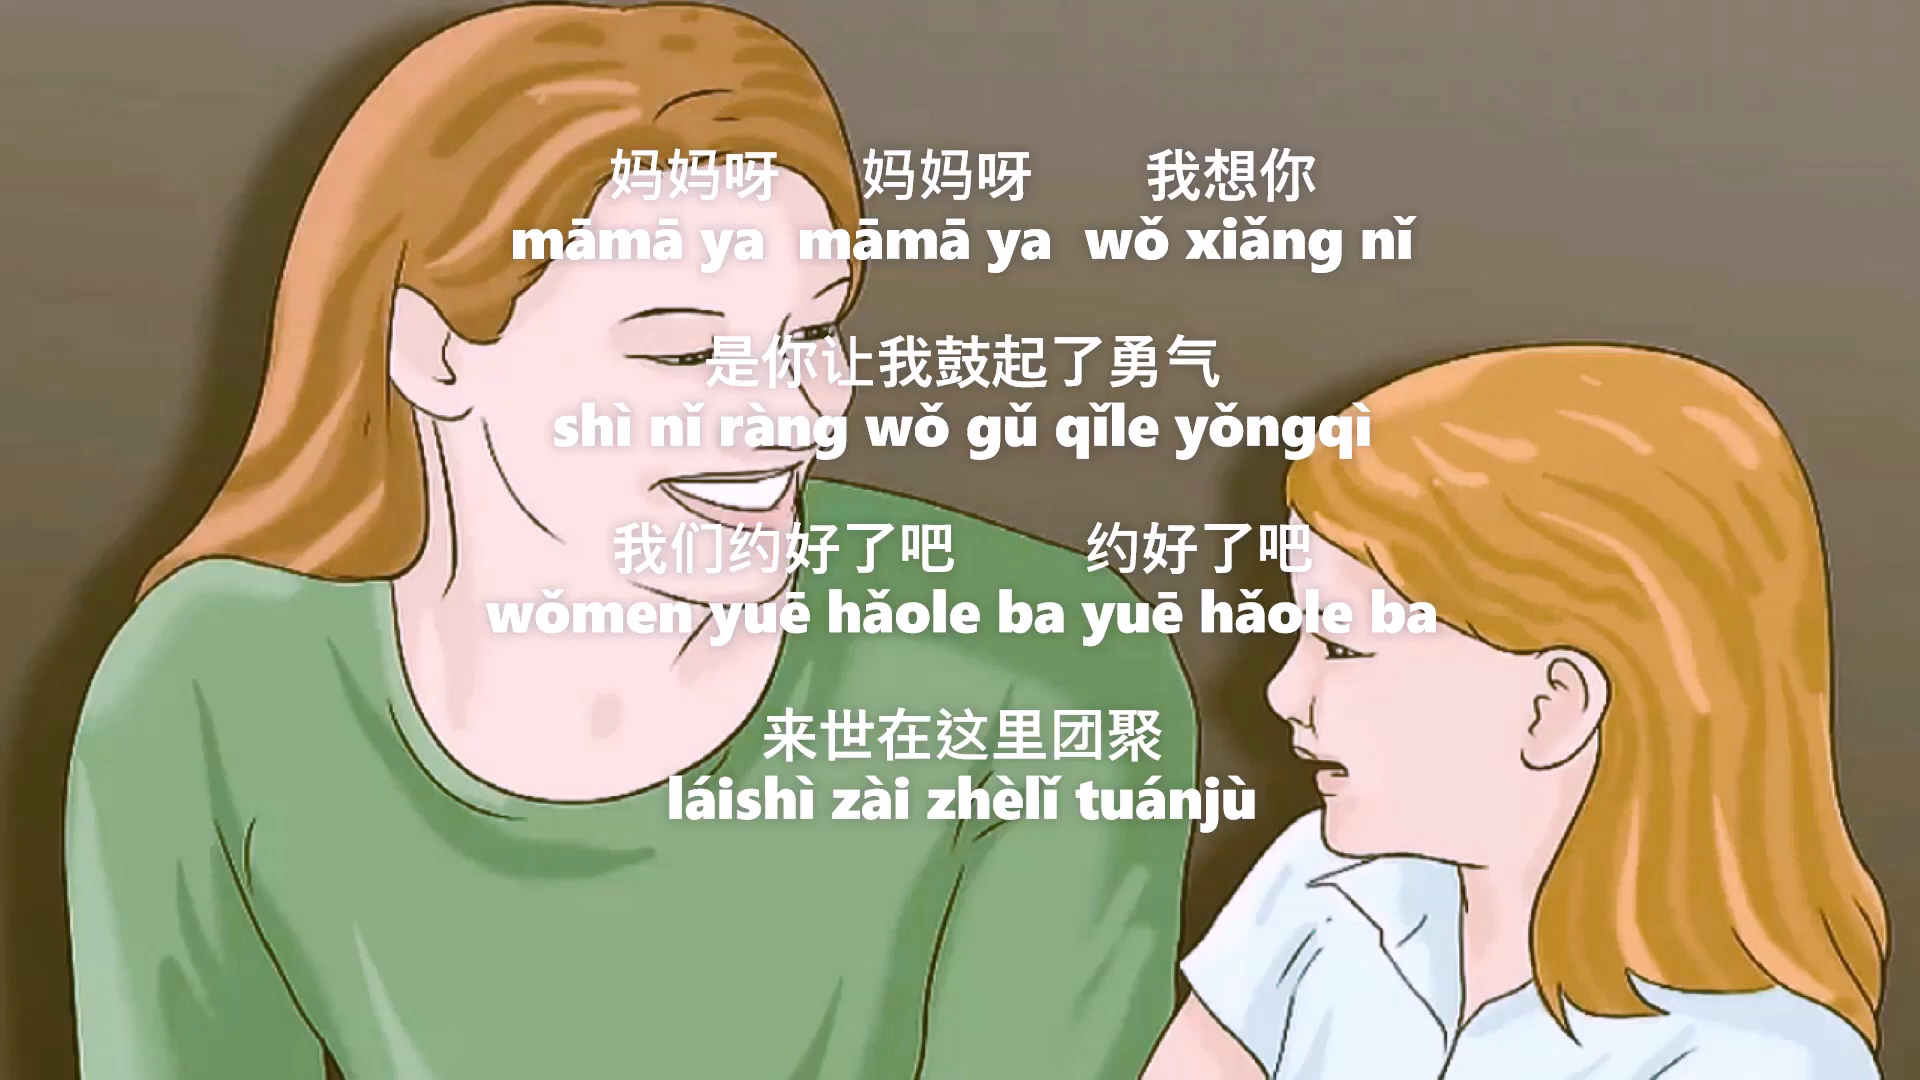 妈妈呀 妈妈呀 我想你
māmā ya māmā ya wǒ xiǎng nǐ
是你让我鼓起了勇气
shì nǐ ràng wǒ gǔ qǐle yǒngqì
我们约好了吧 约好了吧
wǒmen yuē hǎole ba yuē hǎole ba
来世在这里团聚
láishì zài zhèlǐ tuánjù